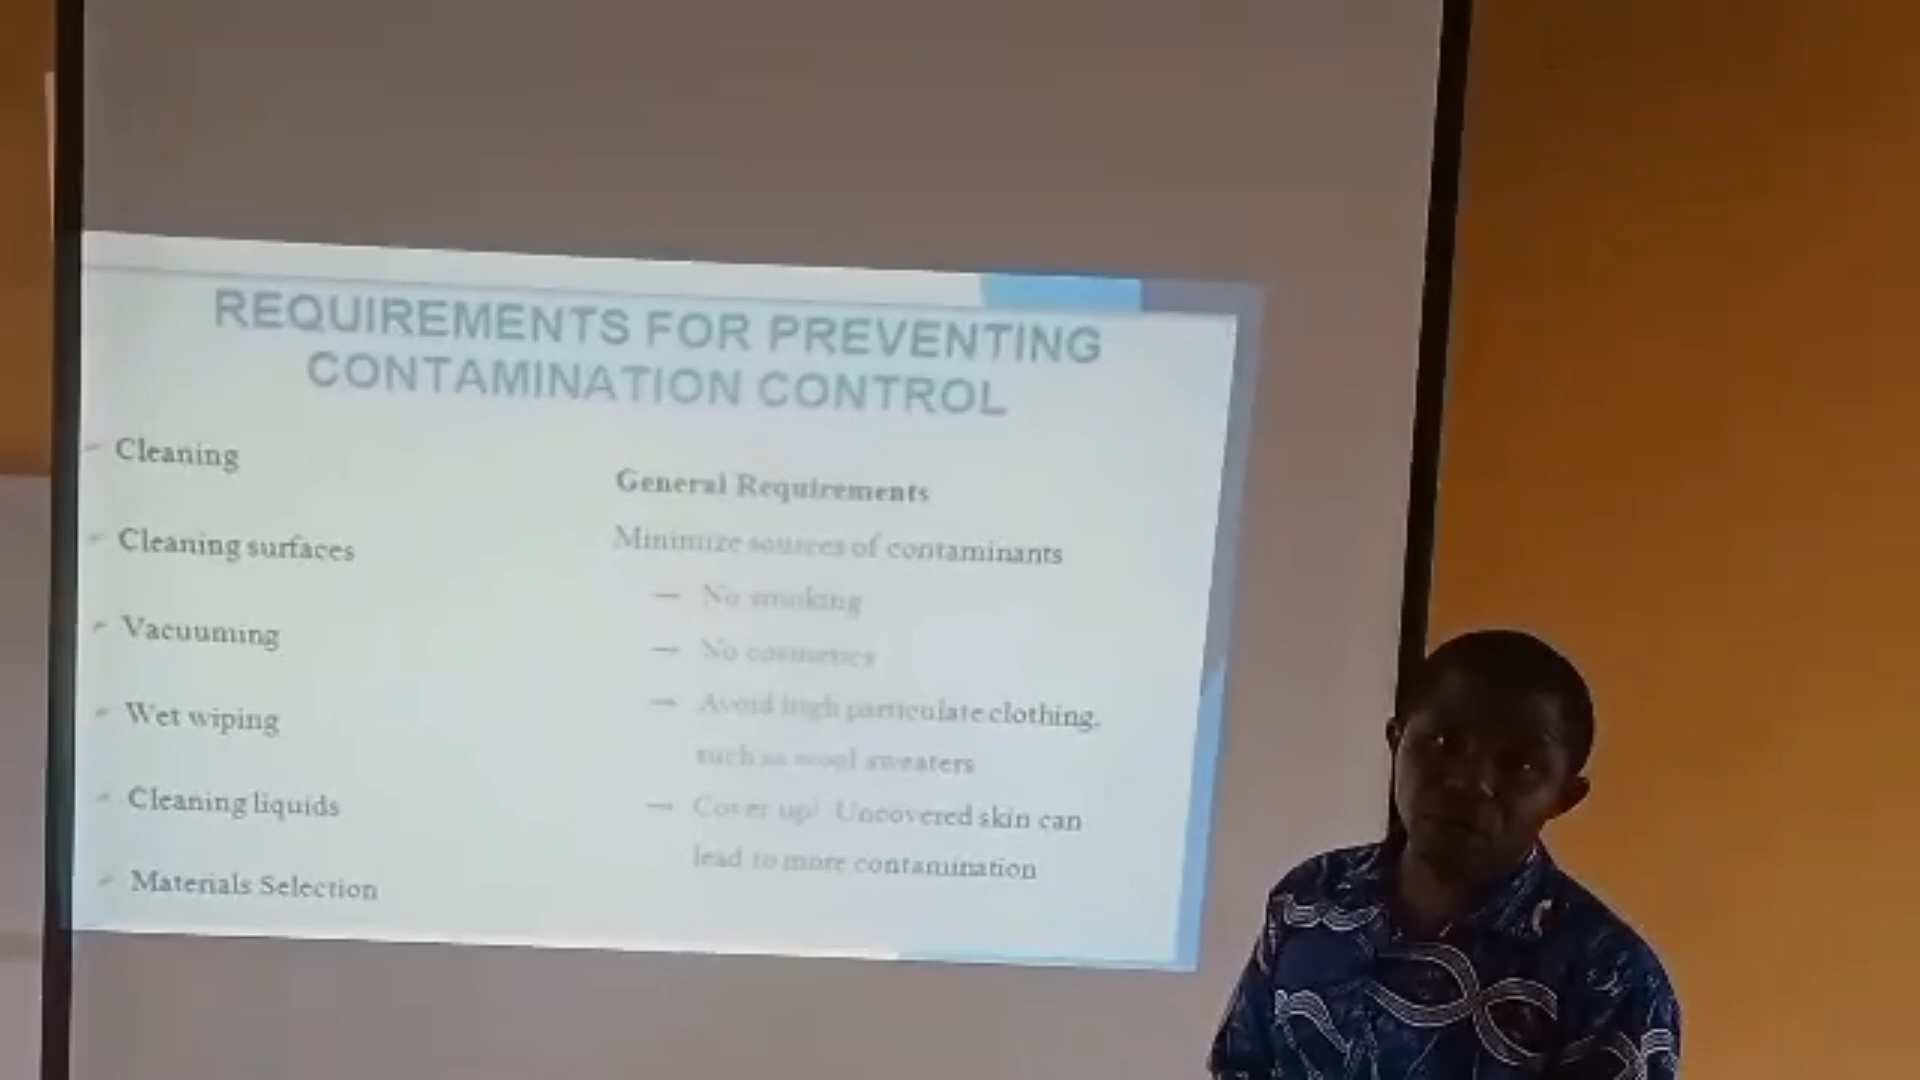 REQUIREMENTS FOR PREVENTING
CONTAMINATION CONTROL
Cleaning
Cleaning surfaces
Vacuuming
Wet wiping
Cleaning liquids
Materials Selection
General Requirements
Minimize sources of contaminants
— No smoking
— No cosmetics
— Avoid high particulate clothing,
such as wool sweaters
— Cover up! Uncovered skin can
lead to more contamination